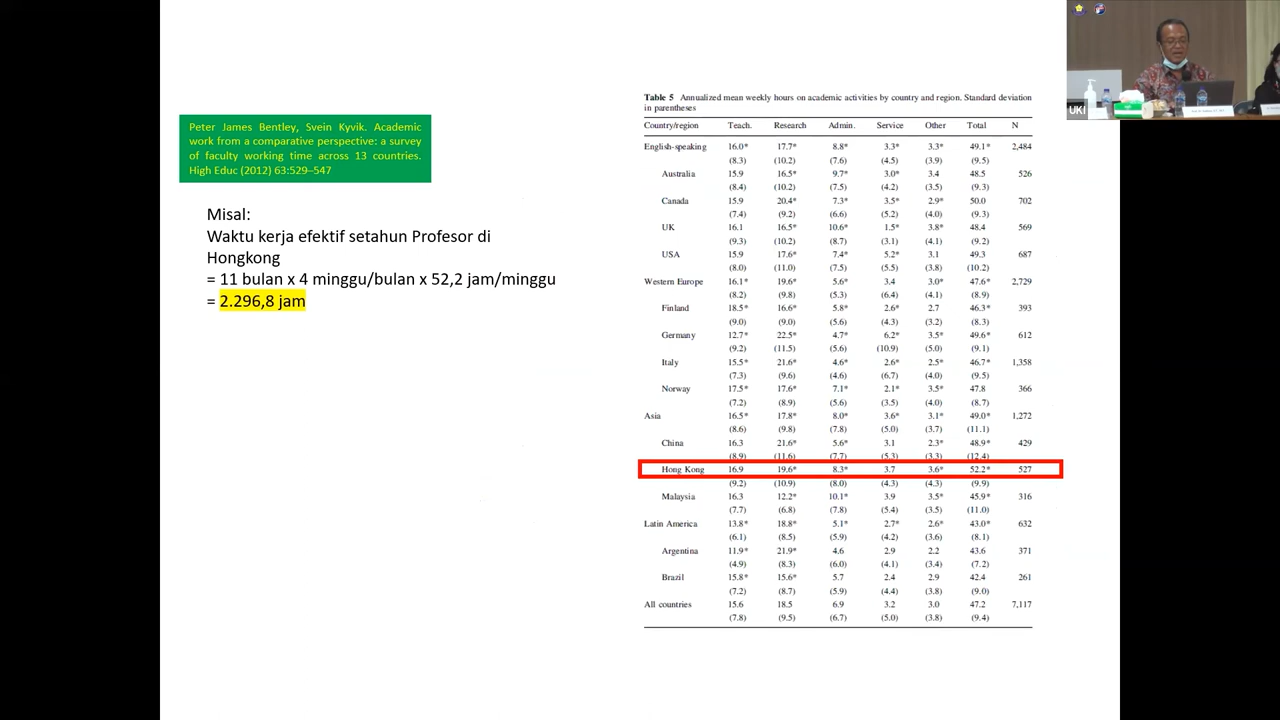 Peter James Bentley, Svein Kyvik. Academic
work from a comparative perspective: a survey
of faculty working time across 13 countries.
High Educ (2012) 63:529–547
Misal:
Waktu kerja efektif setahun Profesor di
Hongkong
= 11 bulan x 4 minggu/bulan x 52,2 jam/minggu
= 2.296,8 jam
Table 5 Annualized mean weekly hours on academic activities by country and region. Standard deviation
in parentheses
Country/region Teach. Research Admin. Service Other Total N
English-speaking 16.0* 17.7* 8.8* 3.3* 3.3* 49.1* 2,484
(8.3) (10.2) (7.6) (4.5) (3.9) (9.5)
Australia 15.9 16.5* 9.7* 3.0* 3.4 48.5 526
(8.4) (10.2) (7.5) (4.2) (3.5) (9.3)
Canada 15.9 20.4* 7.3* 3.5* 2.9* 50.0 702
(7.4) (9.2) (6.6) (5.2) (4.0) (9.3)
UK 16.1 16.5* 10.6* 1.5* 3.8* 48.4 569
(9.3) (10.2) (8.7) (3.1) (4.1) (9.2)
USA 15.9 17.6* 7.4* 5.2* 3.1 49.3 687
(8.0) (11.0) (7.5) (5.5) (3.8) (10.2)
Western Europe 16.1* 19.6* 5.6* 3.4 3.0* 47.6* 2,729
(8.2) (9.8) (5.3) (6.4) (4.1) (8.9)
Finland 18.5* 16.6* 5.8* 2.6* 2.7 46.3* 393
(9.0) (9.0) (5.6) (4.3) (3.2) (8.3)
Germany 12.7* 22.5* 4.7* 6.2* 3.5* 49.6* 612
(9.2) (11.5) (5.6) (10.9) (5.0) (9.1)
Italy 15.5* 21.6* 4.6* 2.6* 2.5* 46.7* 1,358
(7.3) (9.6) (4.6) (6.7) (4.0) (9.5)
Norway 17.5* 17.6* 7.1* 2.1* 3.5* 47.8 366
(7.2) (8.9) (5.6) (3.5) (4.0) (8.7)
Asia 16.5* 17.8* 8.0* 3.6* 3.1* 49.0* 1,272
(8.6) (9.8) (7.8) (5.0) (3.7) (11.1)
China 16.3 21.6* 5.6* 3.1 2.3* 48.9* 429
(8.9) (11.6) (7.7) (5.3) (3.3) (12.4)
Hong Kong 16.9 19.6* 8.3* 3.7 3.6* 52.2* 527
(9.2) (10.9) (8.0) (4.3) (4.3) (9.9)
Malaysia 16.3 12.2* 10.1* 3.9 3.5* 45.9* 316
(7.7) (6.8) (7.8) (5.4) (3.5) (11.0)
Latin America 13.8* 18.8* 5.1* 2.7* 2.6* 43.0* 632
(6.1) (8.5) (5.9) (4.2) (3.6) (8.1)
Argentina 11.9* 21.9* 4.6 2.9 2.2 43.6 371
(4.9) (8.3) (6.0) (4.1) (3.4) (7.2)
Brazil 15.8* 15.6* 5.7 2.4 2.9 42.4 261
(7.2) (8.7) (5.9) (4.4) (3.8) (9.0)
All countries 15.6 18.5 6.9 3.2 3.0 47.2 7,117
(7.8) (9.5) (6.7) (5.0) (3.8) (9.4)
UKI